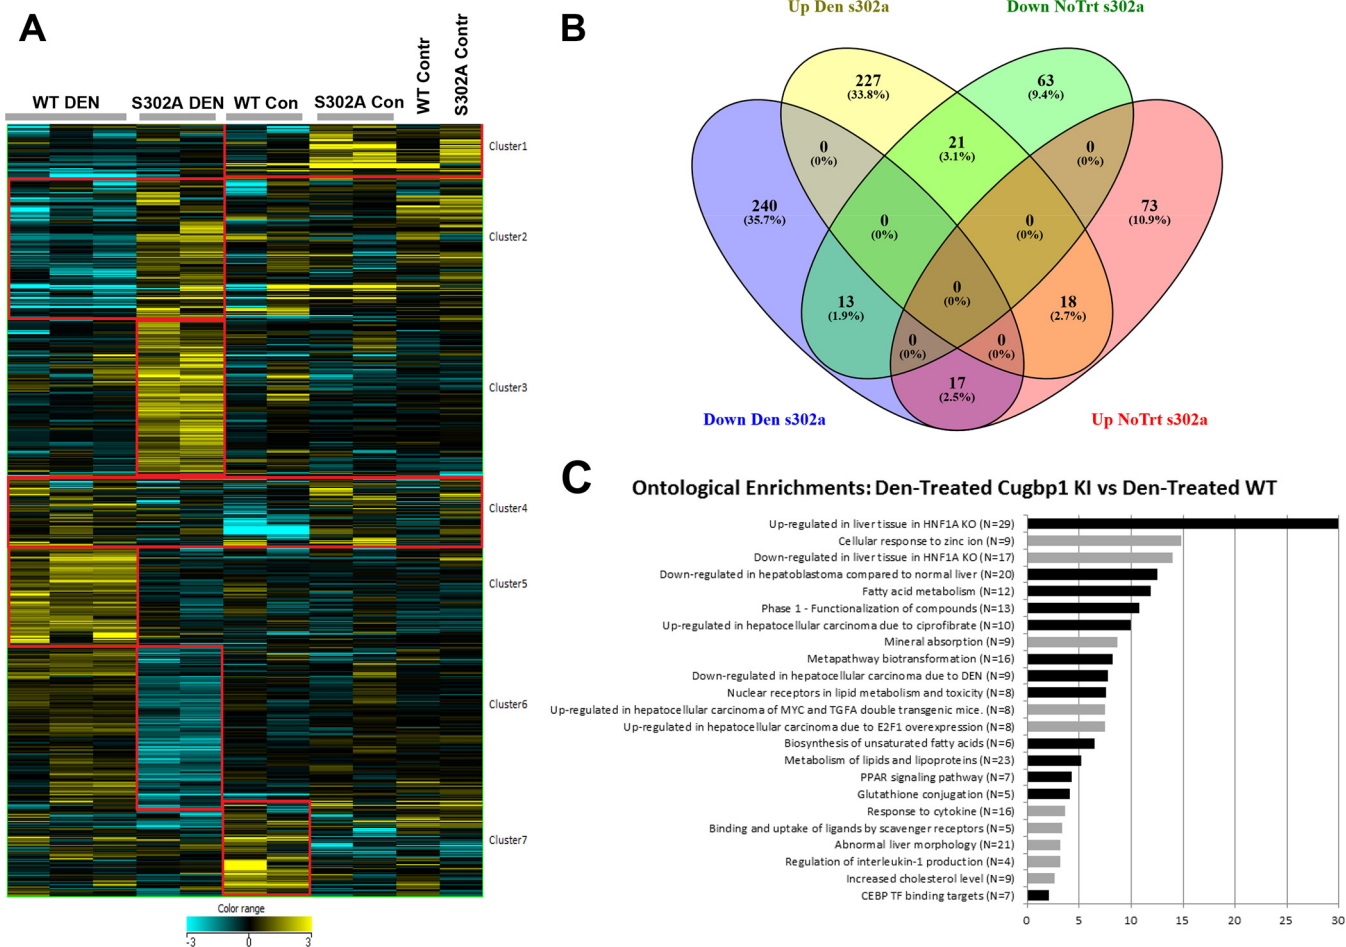 A
WT DEN
S302A DEN
WT Con
S302A Con
WT Contr
S302A Contr
Cluster1
Cluster2
Cluster3
Cluster4
Cluster5
Cluster6
Cluster7
Color range
-3
0
3
B
Up Den s302a
Down NoTrt s302a
227
(33.8%)
63
(9.4%)
0
(0%)
21
(3.1%)
0
(0%)
240
(35.7%)
0
(0%)
0
(0%)
73
(10.9%)
13
(1.9%)
0
(0%)
18
(2.7%)
0
(0%)
0
(0%)
17
(2.5%)
Down Den s302a
Up NoTrt s302a
C
Ontological Enrichments: Den-Treated Cugbp1 KI vs Den-Treated WT
Up-regulated in liver tissue in HNF1A KO (N=29)
Cellular response to zinc ion (N=9)
Down-regulated in liver tissue in HNF1A KO (N=17)
Down-regulated in hepatoblastoma compared to normal liver (N=20)
Fatty acid metabolism (N=12)
Phase 1 - Functionalization of compounds (N=13)
Up-regulated in hepatocellular carcinoma due to ciprofibrate (N=10)
Mineral absorption (N=9)
Metapathway biotransformation (N=16)
Down-regulated in hepatocellular carcinoma due to DEN (N=9)
Nuclear receptors in lipid metabolism and toxicity (N=8)
Up-regulated in hepatocellular carcinoma of MYC and TGFA double transgenic mice. (N=8)
Up-regulated in hepatocellular carcinoma due to E2F1 overexpression (N=8)
Biosynthesis of unsaturated fatty acids (N=6)
Metabolism of lipids and lipoproteins (N=23)
PPAR signaling pathway (N=7)
Glutathione conjugation (N=5)
Response to cytokine (N=16)
Binding and uptake of ligands by scavenger receptors (N=5)
Abnormal liver morphology (N=21)
Regulation of interleukin-1 production (N=4)
Increased cholesterol level (N=9)
CEBP TF binding targets (N=7)
0
5
10
15
20
25
30